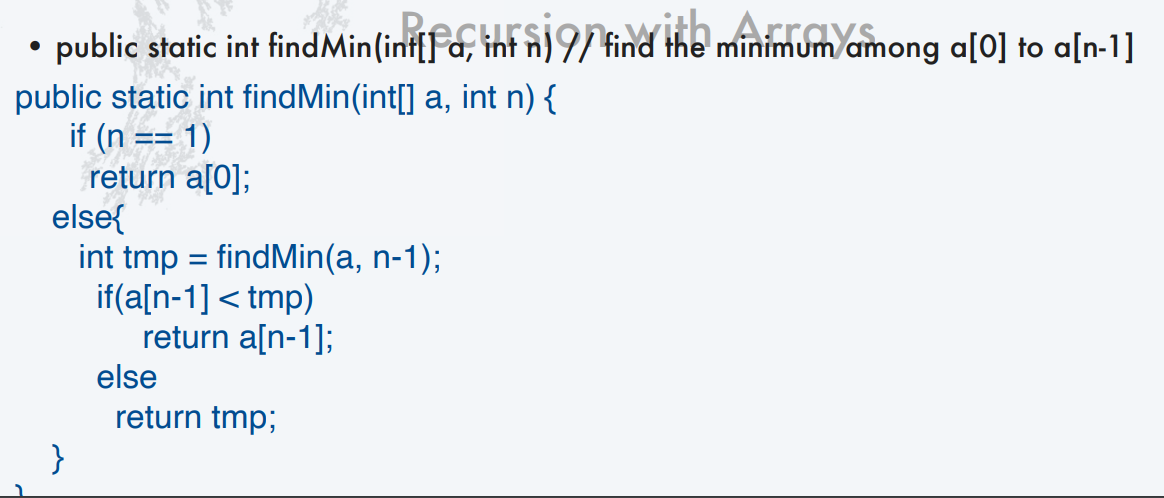 Recursion with Arrays
• public static int findMin(int[] a, int n) // find the minimum among a[0] to a[n-1]
public static int findMin(int[] a, int n) {
if (n == 1)
return a[0];
else{
int tmp = findMin(a, n-1);
if(a[n-1] < tmp)
return a[n-1];
else
return tmp;
}
}